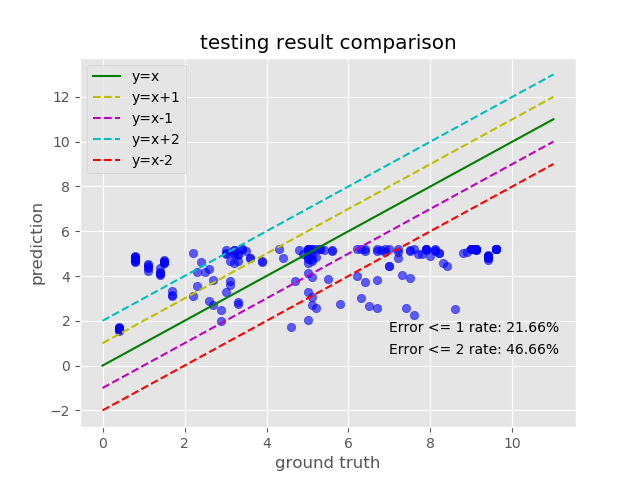 testing result comparison
y=x
y=x+1
y=x-1
y=x+2
y=x-2
12
10
8
6
4
2
0
−2
prediction
Error <= 1 rate: 21.66%
Error <= 2 rate: 46.66%
0 2 4 6 8 10
ground truth